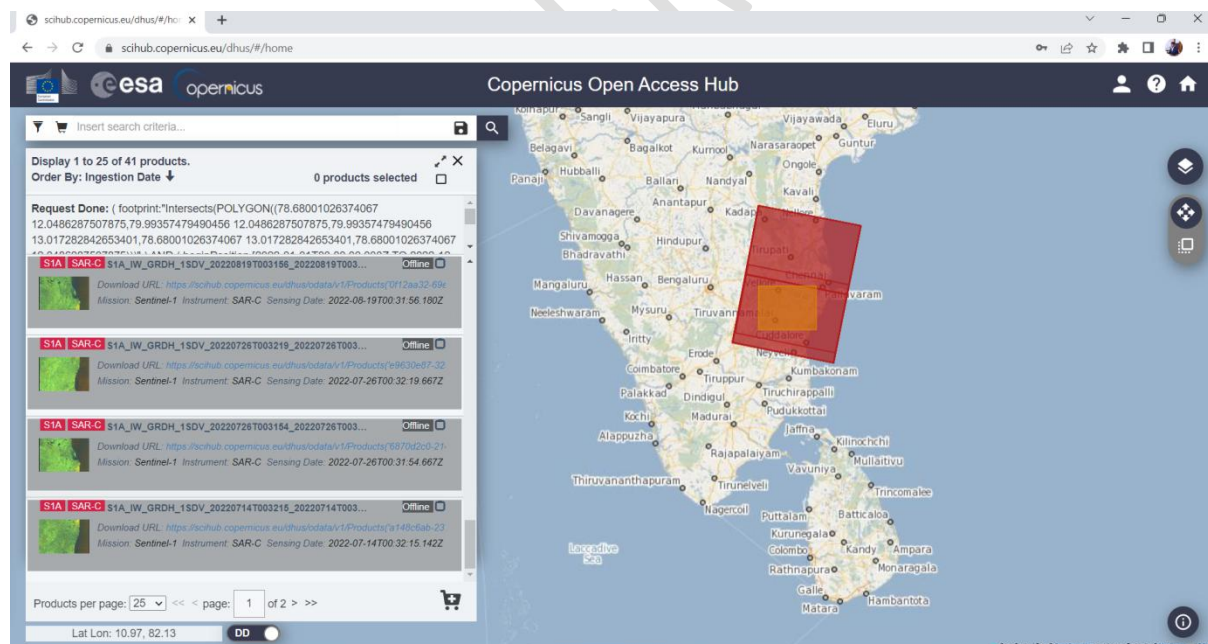 scihub.copernicus.eu/dhus/#/ho
scihub.copernicus.eu/dhus/#/home
esa opernicus
Copernicus Open Access Hub
Insert search criteria...
Display 1 to 25 of 41 products.
Order By: Ingestion Date
0 products selected
Request Done: ( footprint:"Intersects(POLYGON((78.68001026374067
12.0486287507875,79.99357479490456 12.0486287507875,79.99357479490456
13.017282842653401,78.68001026374067 13.017282842653401,78.68001026374067
S1A SAR-C S1A_IW_GRDH_1SDV_20220819T003156_20220819T003... Offline
Download URL: https://scihub.copernicus.eu/dhus/odata/v1/Products('0f12aa32-69
Mission: Sentinel-1 Instrument: SAR-C Sensing Date: 2022-08-19T00:31:56.180Z
S1A SAR-C S1A_IW_GRDH_1SDV_20220726T003219_20220726T003... Offline
Download URL: https://scihub.copernicus.eu/dhus/odata/v1/Products('e9630e87-32
Mission: Sentinel-1 Instrument: SAR-C Sensing Date: 2022-07-26T00:32:19.667Z
S1A SAR-C S1A_IW_GRDH_1SDV_20220726T003154_20220726T003... Offline
Download URL: https://scihub.copernicus.eu/dhus/odata/v1/Products('6870d2c0-21
Mission: Sentinel-1 Instrument: SAR-C Sensing Date: 2022-07-26T00:31:54.667Z
S1A SAR-C S1A_IW_GRDH_1SDV_20220714T003215_20220714T003... Offline
Download URL: https://scihub.copernicus.eu/dhus/odata/v1/Products('a148c6ab-23
Mission: Sentinel-1 Instrument: SAR-C Sensing Date: 2022-07-14T00:32:15.142Z
Products per page: 25 << < page: 1 of 2 > >>
Lat Lon: 10.97, 82.13 DD
Sangli Vijayapura Vijayawada Eluru
Belagavi Bagalkot Kurnool Narasaraopet Guntur
Panaji Hubballi Ballari Nandyal Ongole
Kavali
Davanagere Anantapur Kadapa Nellore
Shivamogga Hindupur Tirupati
Bhadravathi
Mangaluru Hassan Bengaluru Vellore Chennai
Neeleshwaram Mysuru Tiruvannamalai
Cuddalore
Erode Neyveli
Coimbatore Tiruppur Kumbakonam
Palakkad Dindigul Tiruchirappalli
Kochi Madurai Pudukkottai
Alappuzha Rajapalaiyam Jaffna Kilinochchi
Vavuniya Mullaitivu
Thiruvananthapuram Tirunelveli Trincomalee
Nagercoil Puttalam Batticaloa
Kurunegala
Laccadive
Sea
Colombo Kandy Ampara
Rathnapura Monaragala
Galle
Matara Hambantota